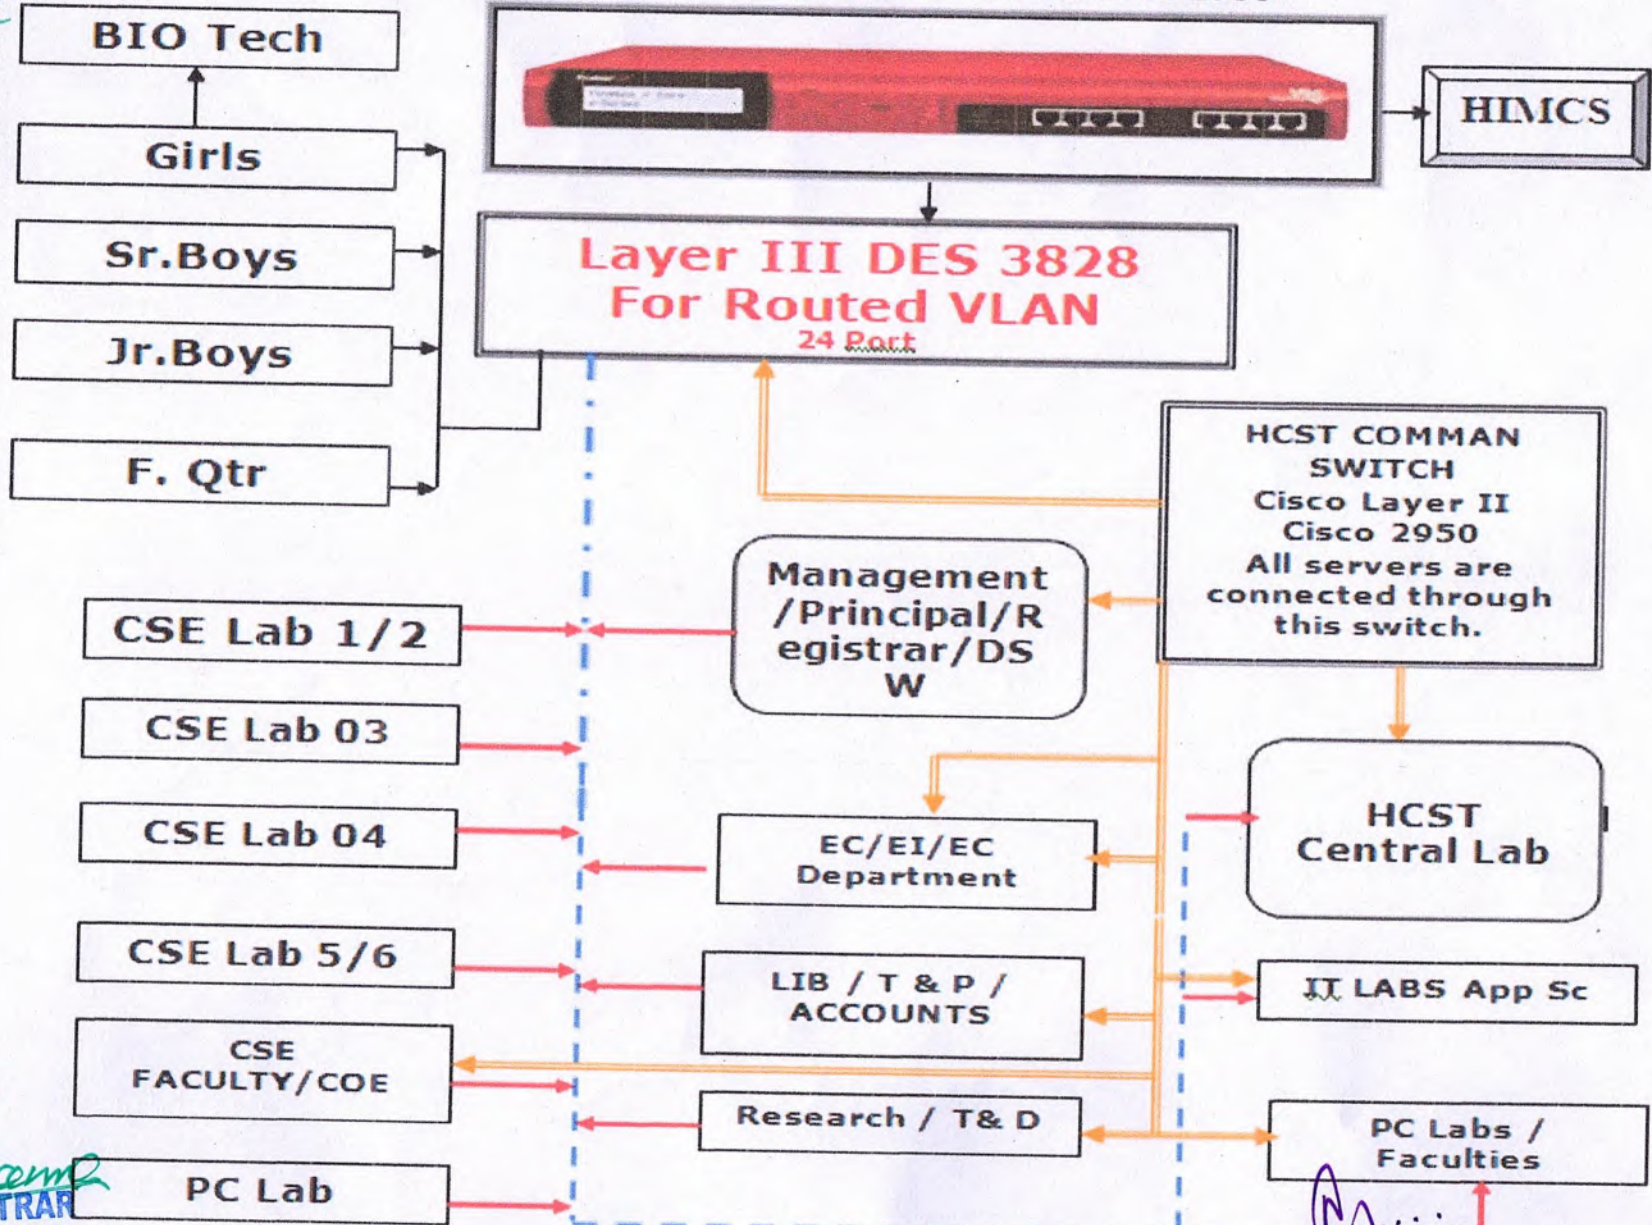 BIO Tech
Girls
Sr.Boys
Jr.Boys
F. Qtr
HIMCS
Layer III DES 3828
For Routed VLAN
24 Port
HCST COMMAN
SWITCH
Cisco Layer II
Cisco 2950
All servers are
connected through
this switch.
Management
/Principal/R
egistrar/DS
W
CSE Lab 1/2
CSE Lab 03
CSE Lab 04
CSE Lab 5/6
CSE
FACULTY/COE
PC Lab
EC/EI/EC
Department
LIB / T & P /
ACCOUNTS
Research / T& D
HCST
Central Lab
IT LABS App Sc
PC Labs /
Faculties
TRAR